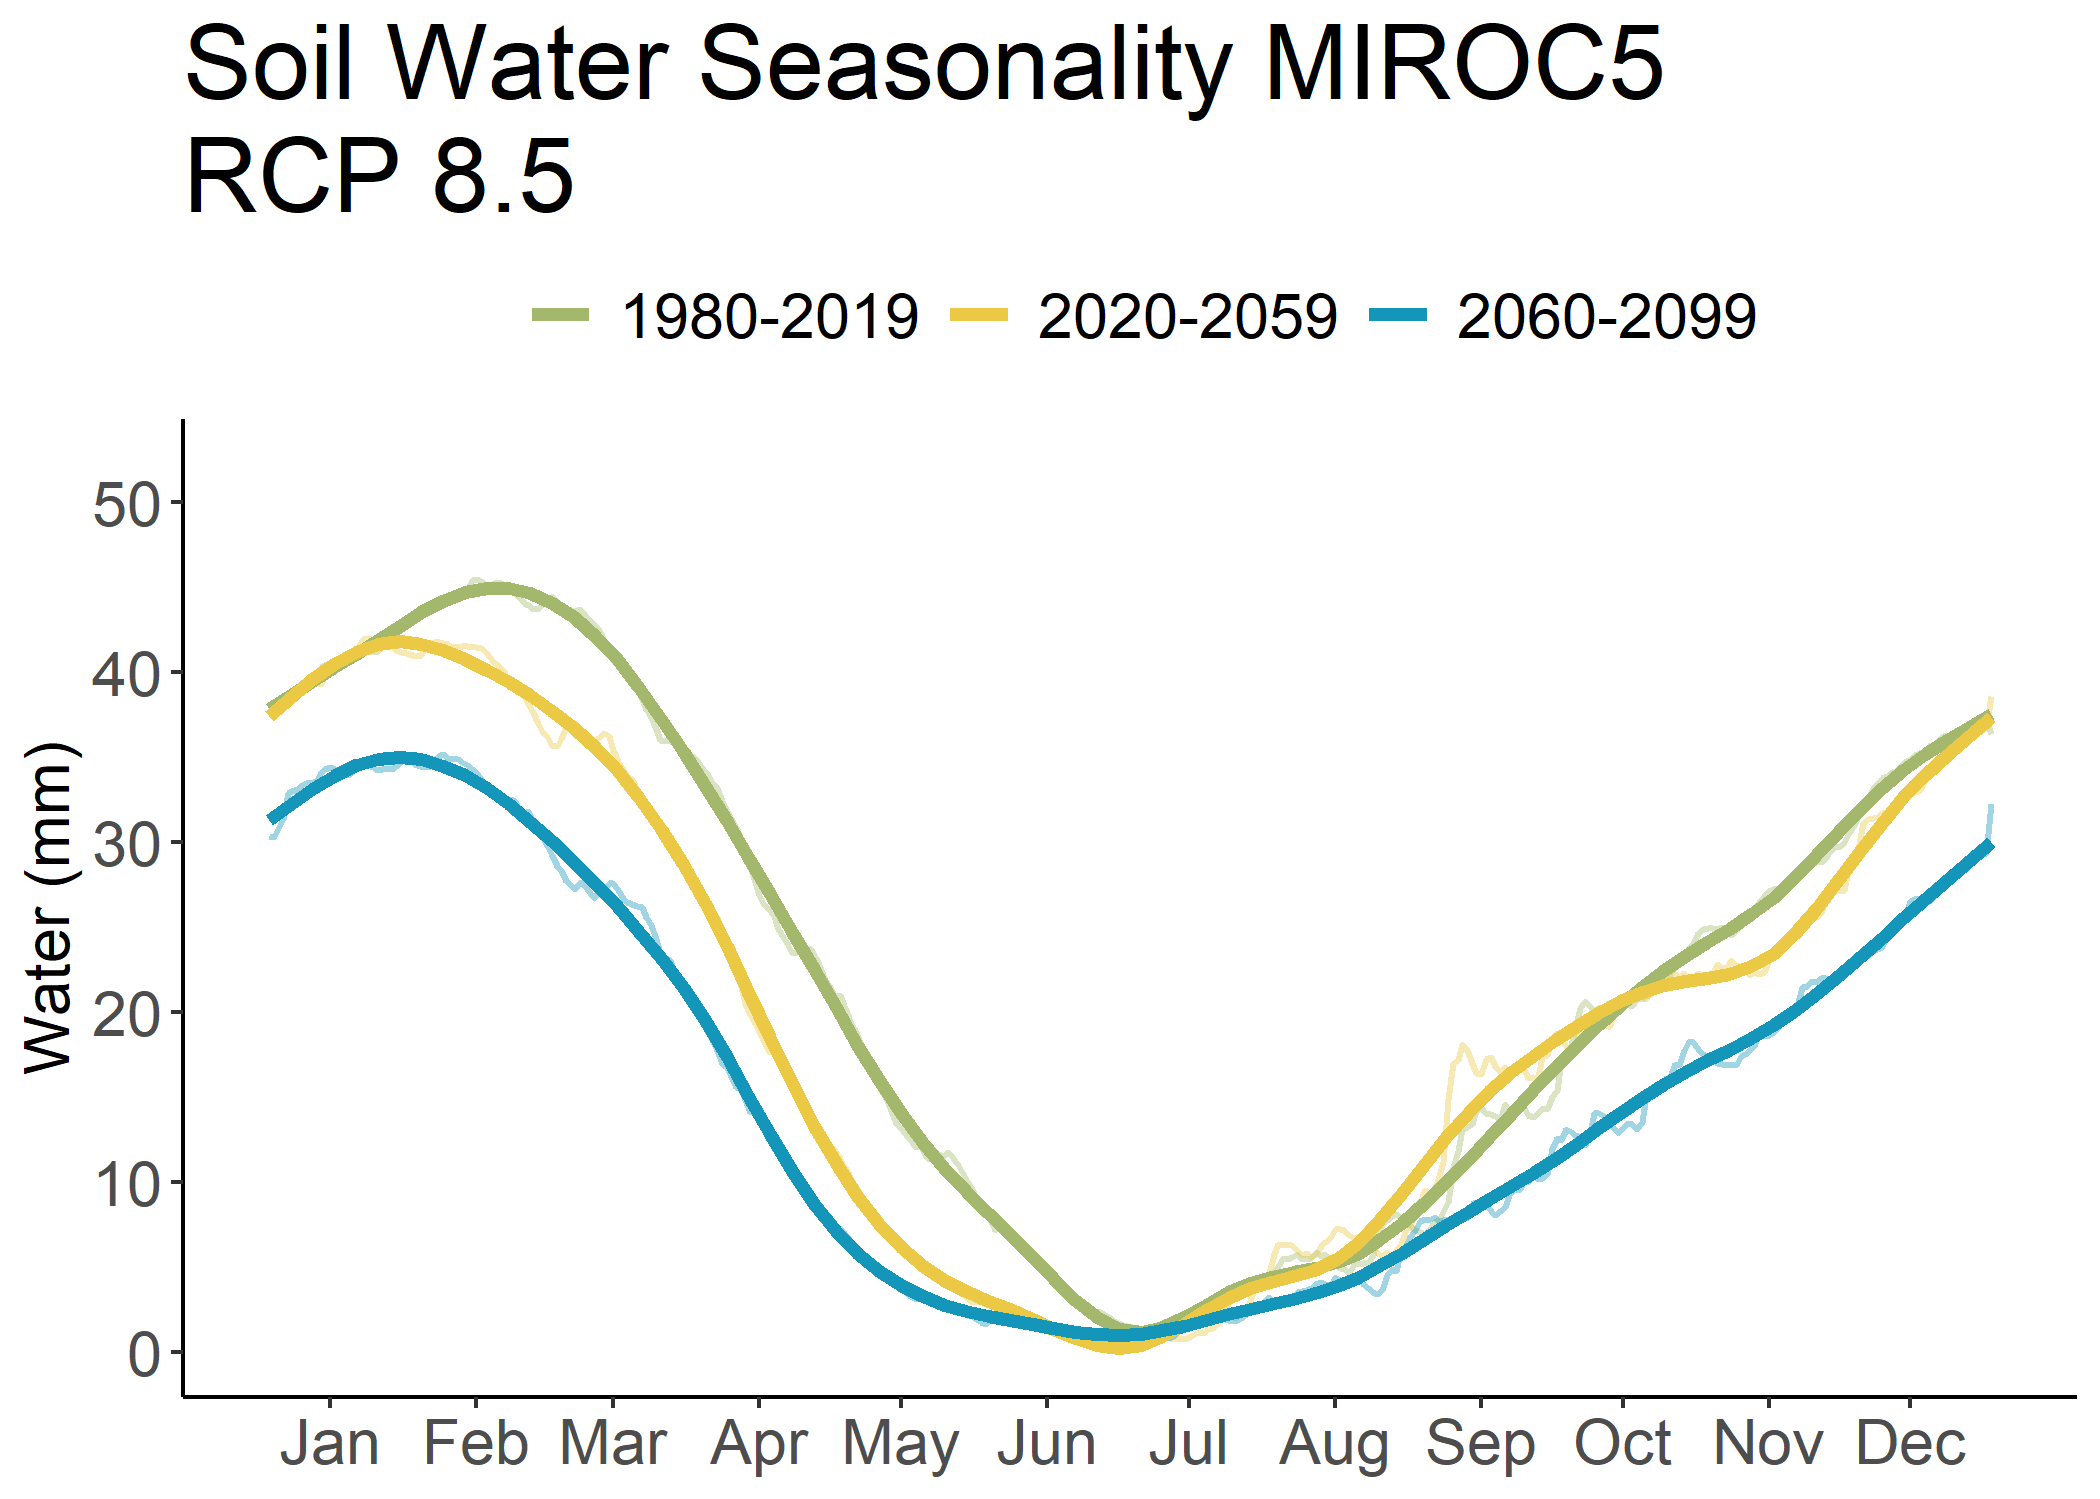 Soil Water Seasonality MIROC5
RCP 8.5
1980-2019 2020-2059 2060-2099
Water (mm)
50
40
30
20
10
0
Jan Feb Mar Apr May Jun Jul Aug Sep Oct Nov Dec